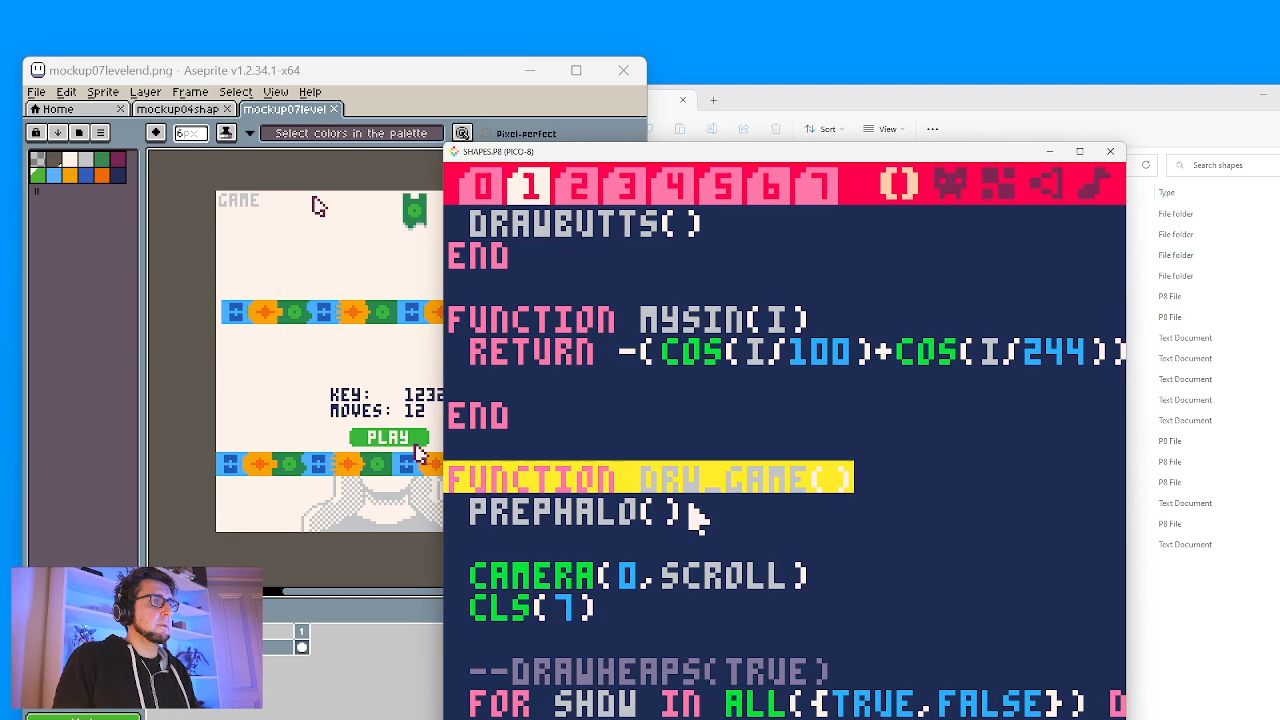 mockup07levelend.png - Aseprite v1.2.34.1-x64
File Edit Sprite Layer Frame Select View Help
Home mockup04shap mockup07level
6px Select colors in the palette Pixel-perfect
GAME
KEY: 1232
MOVES: 12
PLAY
1
SHAPES.P8 (PICO-8)
0 1 2 3 4 5 6 7 ()
DRAWBUTTS()
END
FUNCTION MYSIN(I)
RETURN -(COS(I/100)+COS(I/244))
END
FUNCTION DRW_GAME()
PREPHALO()
CAMERA(0,SCROLL)
CLS(7)
--DRAWHEAPS(TRUE)
FOR SHDW IN ALL({TRUE,FALSE}) D
Sort View
Search shapes
Type
File folder
File folder
File folder
File folder
P8 File
P8 File
Text Document
Text Document
Text Document
Text Document
Text Document
P8 File
P8 File
P8 File
Text Document
P8 File
Text Document